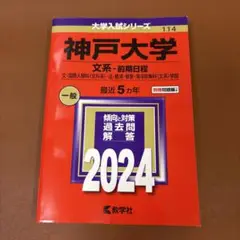 大学入試シリーズ
114
神戸大学
文系-前期日程
一般
最近5カ年
傾向と対策
過去問
解答
2024
教学社